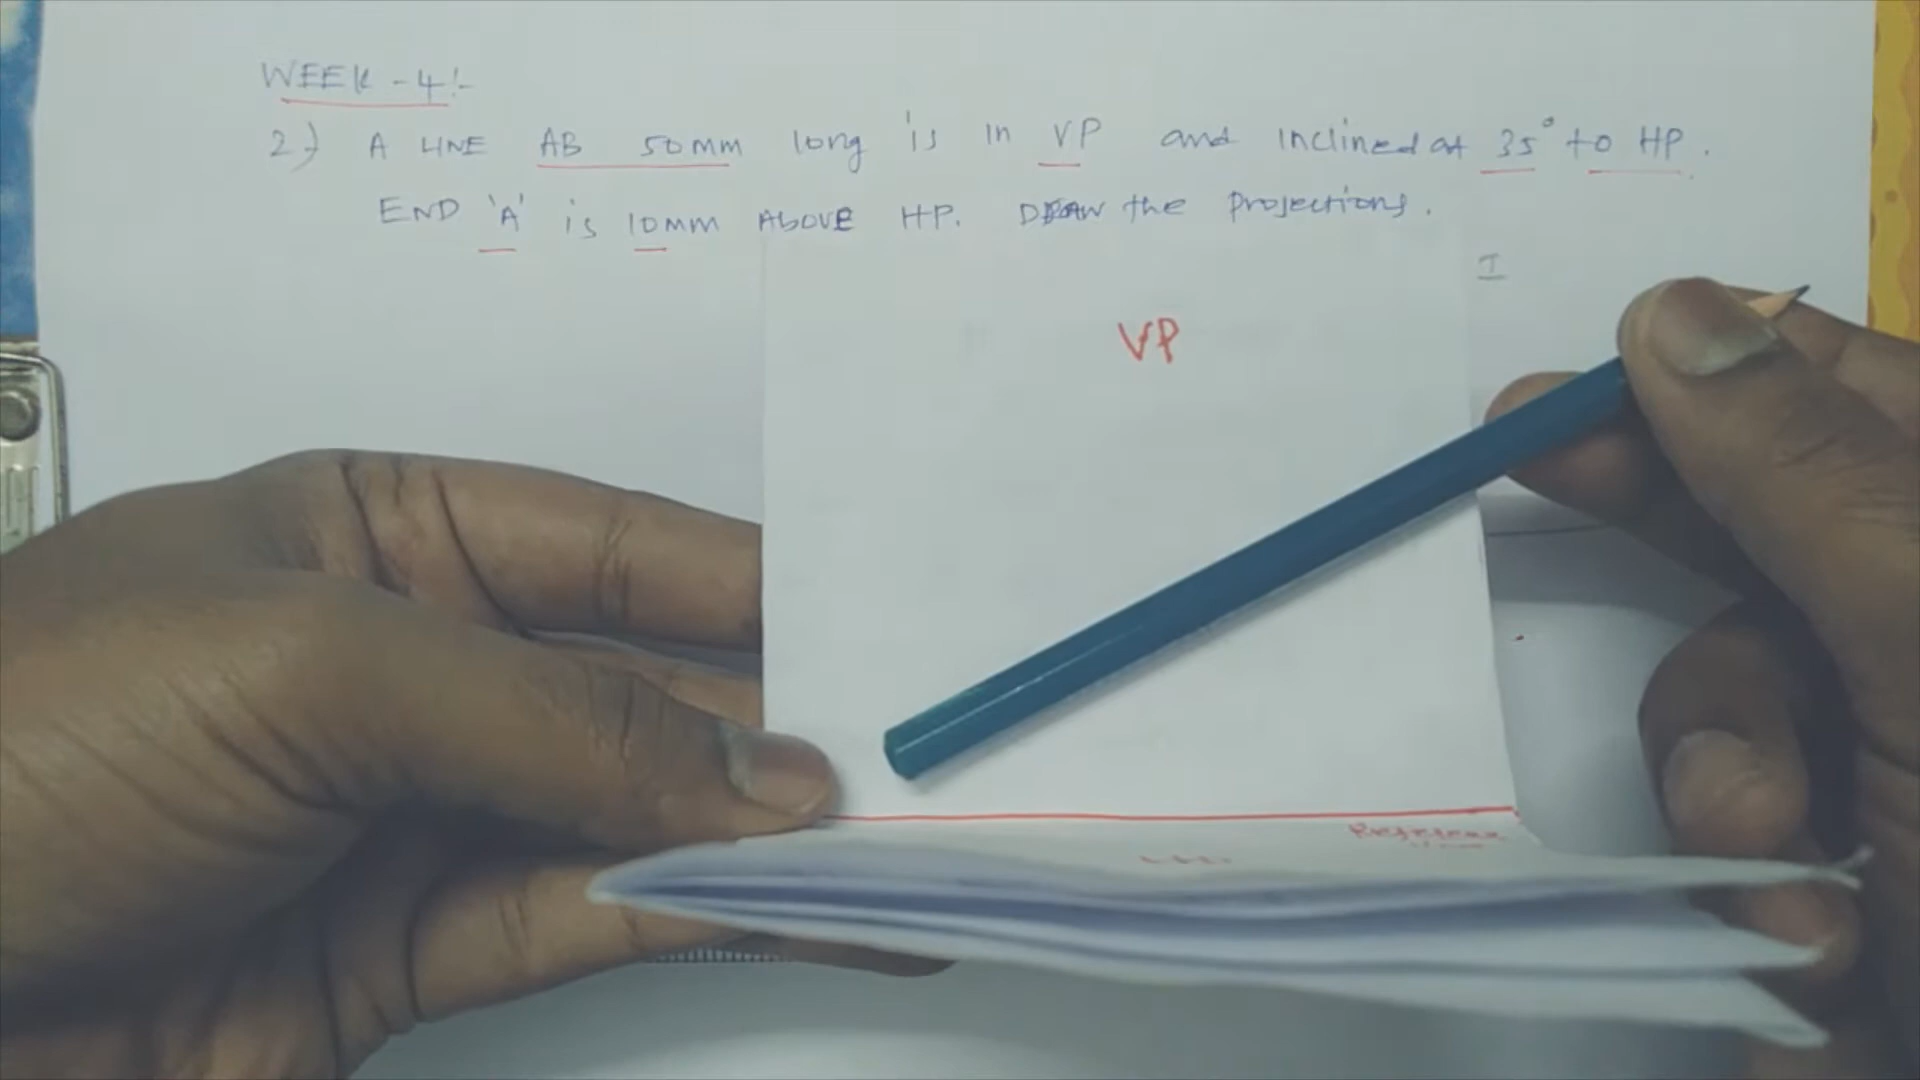 WEEK - 4:-
2) A LINE AB 50mm long is in VP and inclined at 35° to HP.
END 'A' is 10mm ABOVE HP. DRAW the projections.
I
VP